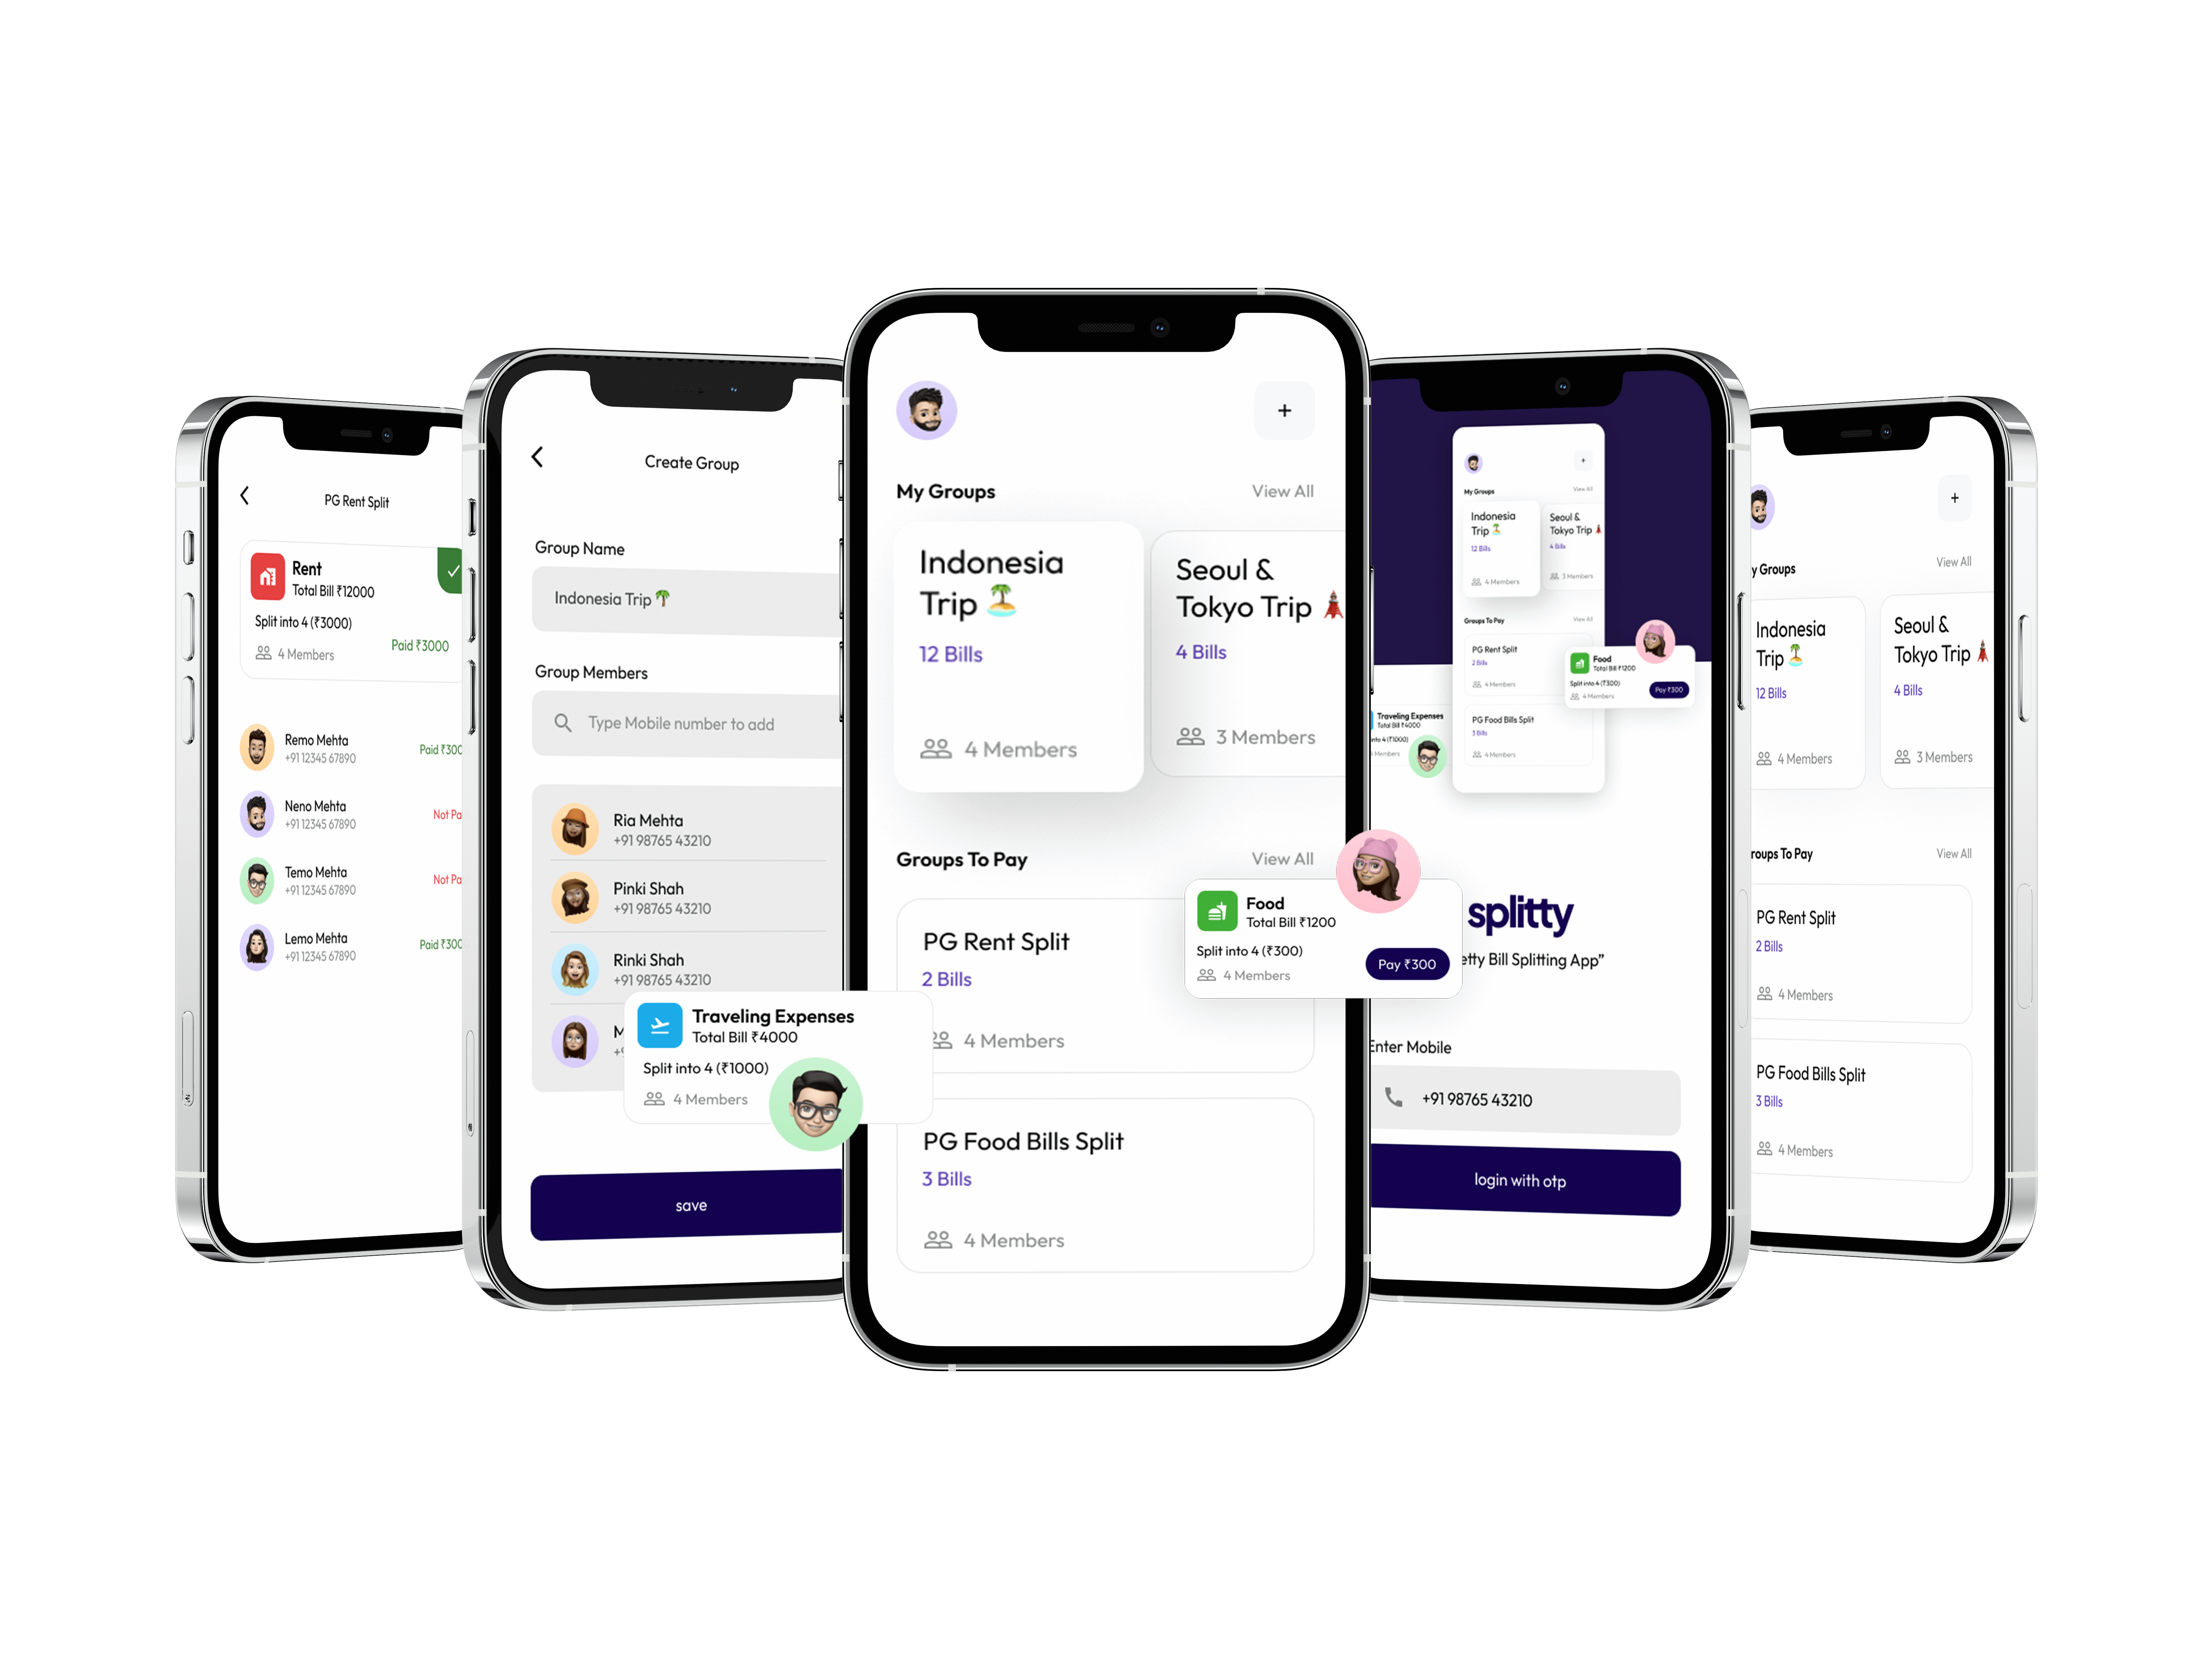 PG Rent Split
Rent
Total Bill ₹12000
Split into 4 (₹3000)
4 Members
Paid ₹3000
Remo Mehta
+91 12345 67890
Paid ₹300
Neno Mehta
+91 12345 67890
Not Pa
Temo Mehta
+91 12345 67890
Not Pa
Lemo Mehta
+91 12345 67890
Paid ₹300
Create Group
Group Name
Indonesia Trip
Group Members
Type Mobile number to add
Ria Mehta
+91 98765 43210
Pinki Shah
+91 98765 43210
Rinki Shah
+91 98765 43210
M
+9
save
Traveling Expenses
Total Bill ₹4000
Split into 4 (₹1000)
4 Members
+
My Groups
View All
Indonesia
Trip
12 Bills
4 Members
Seoul &
Tokyo Trip
4 Bills
3 Members
Groups To Pay
View All
PG Rent Split
2 Bills
4 Members
PG Food Bills Split
3 Bills
4 Members
Food
Total Bill ₹1200
Split into 4 (₹300)
4 Members
Pay ₹300
+
My Groups
View All
Indonesia
Trip
12 Bills
4 Members
Seoul &
Tokyo Trip
4 Bills
3 Members
Groups To Pay
View All
PG Rent Split
2 Bills
4 Members
Food
Total Bill ₹1200
Split into 4 (₹300)
4 Members
Pay ₹300
Traveling Expenses
Total Bill ₹4000
nto 4 (₹1000)
Members
PG Food Bills Split
3 Bills
4 Members
splitty
etty Bill Splitting App”
Enter Mobile
+91 98765 43210
login with otp
+
y Groups
View All
Indonesia
Trip
12 Bills
4 Members
Seoul &
Tokyo Trip
4 Bills
3 Members
roups To Pay
View All
PG Rent Split
2 Bills
4 Members
PG Food Bills Split
3 Bills
4 Members